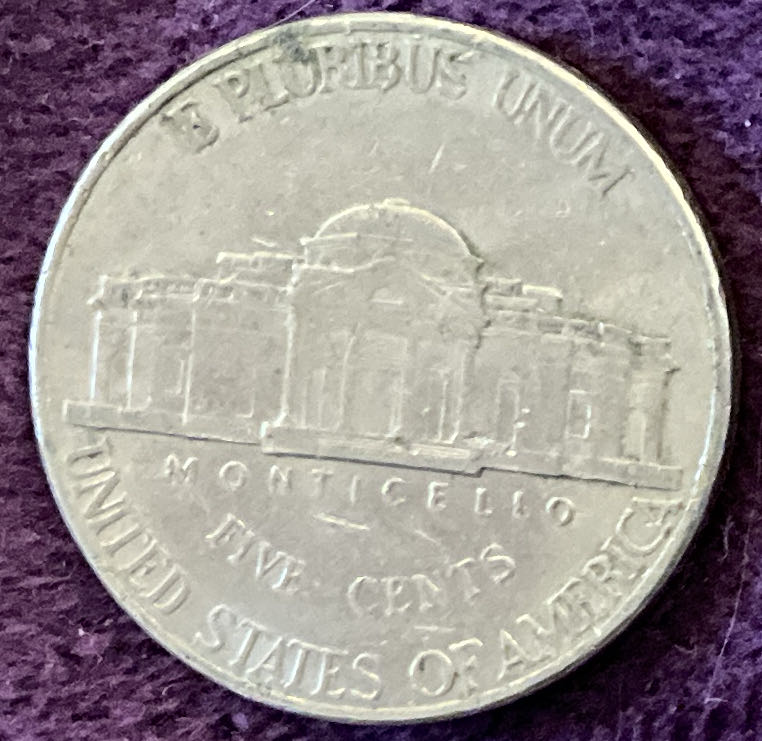 E PLURIBUS UNUM
MONTICELLO
FIVE CENTS
UNITED STATES OF AMERICA